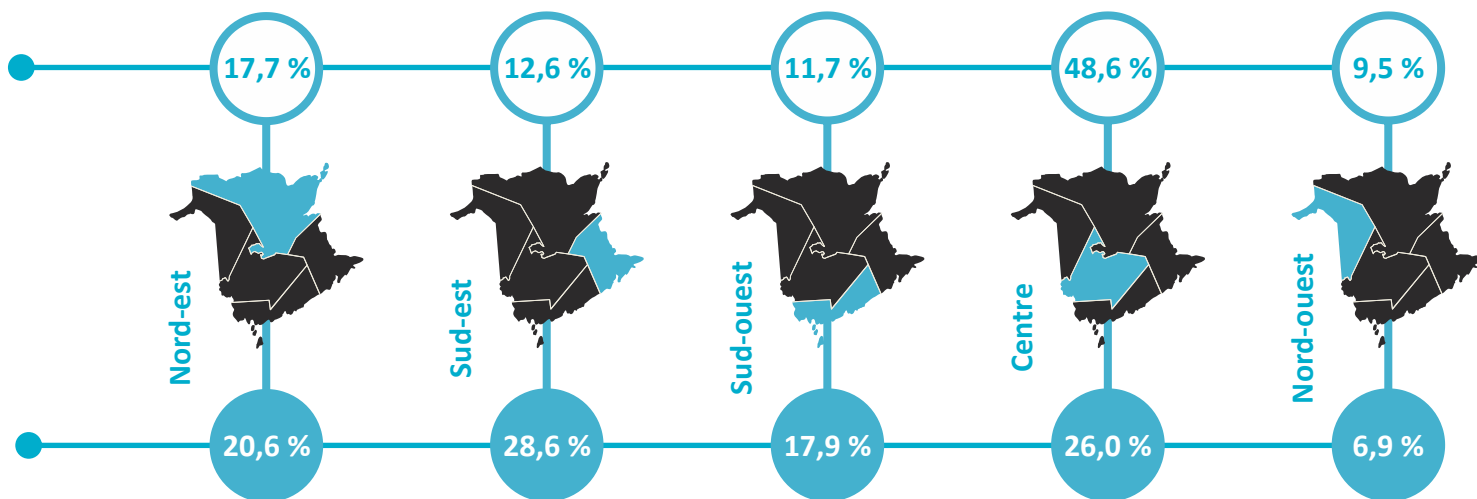 17,7 %
12,6 %
11,7 %
48,6 %
9,5 %
Nord-est
Sud-est
Sud-ouest
Centre
Nord-ouest
20,6 %
28,6 %
17,9 %
26,0 %
6,9 %